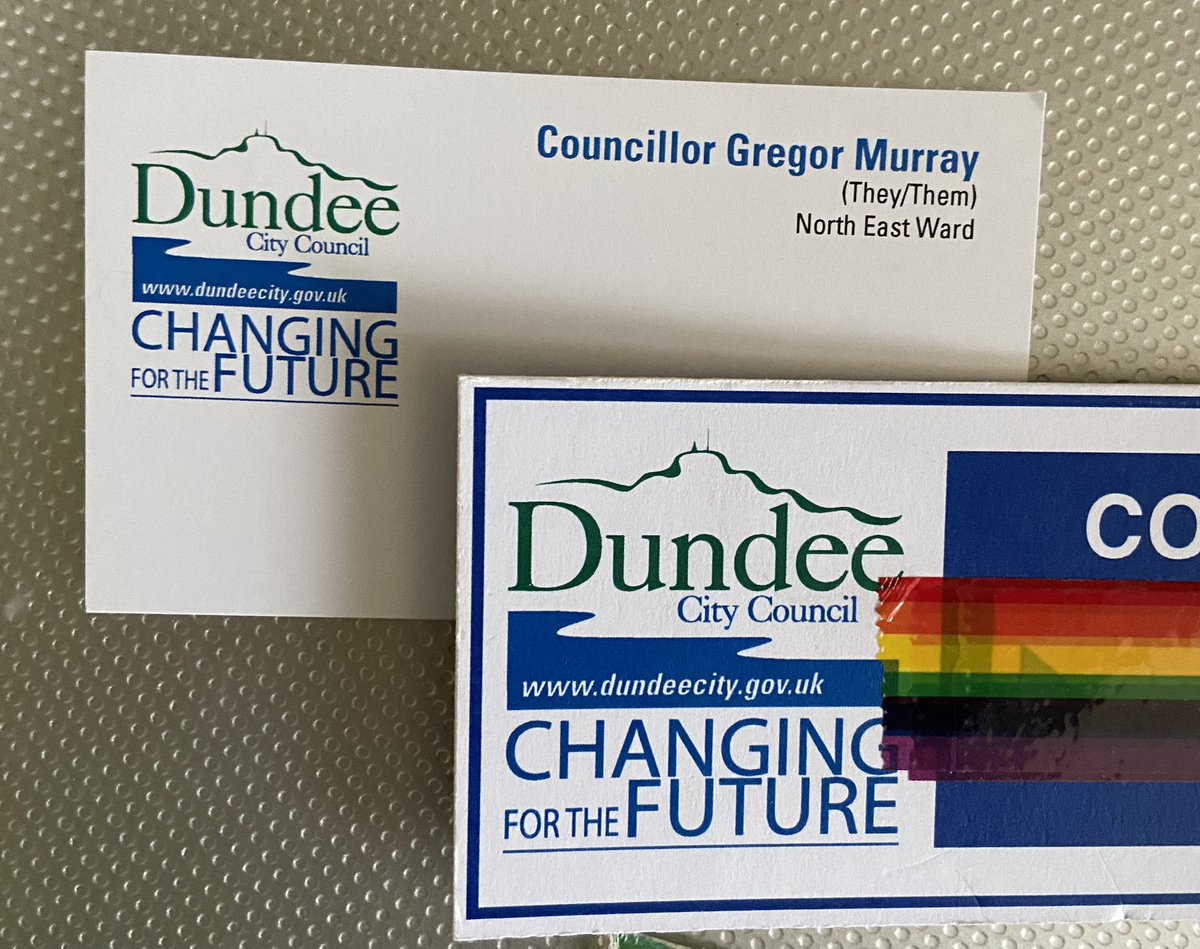 Councillor Gregor Murray
(They/Them)
North East Ward
Dundee
City Council
www.dundeecity.gov.uk
CHANGING
FOR THE FUTURE
CO
Dundee
City Council
www.dundeecity.gov.uk
CHANGING
FOR THE FUTURE